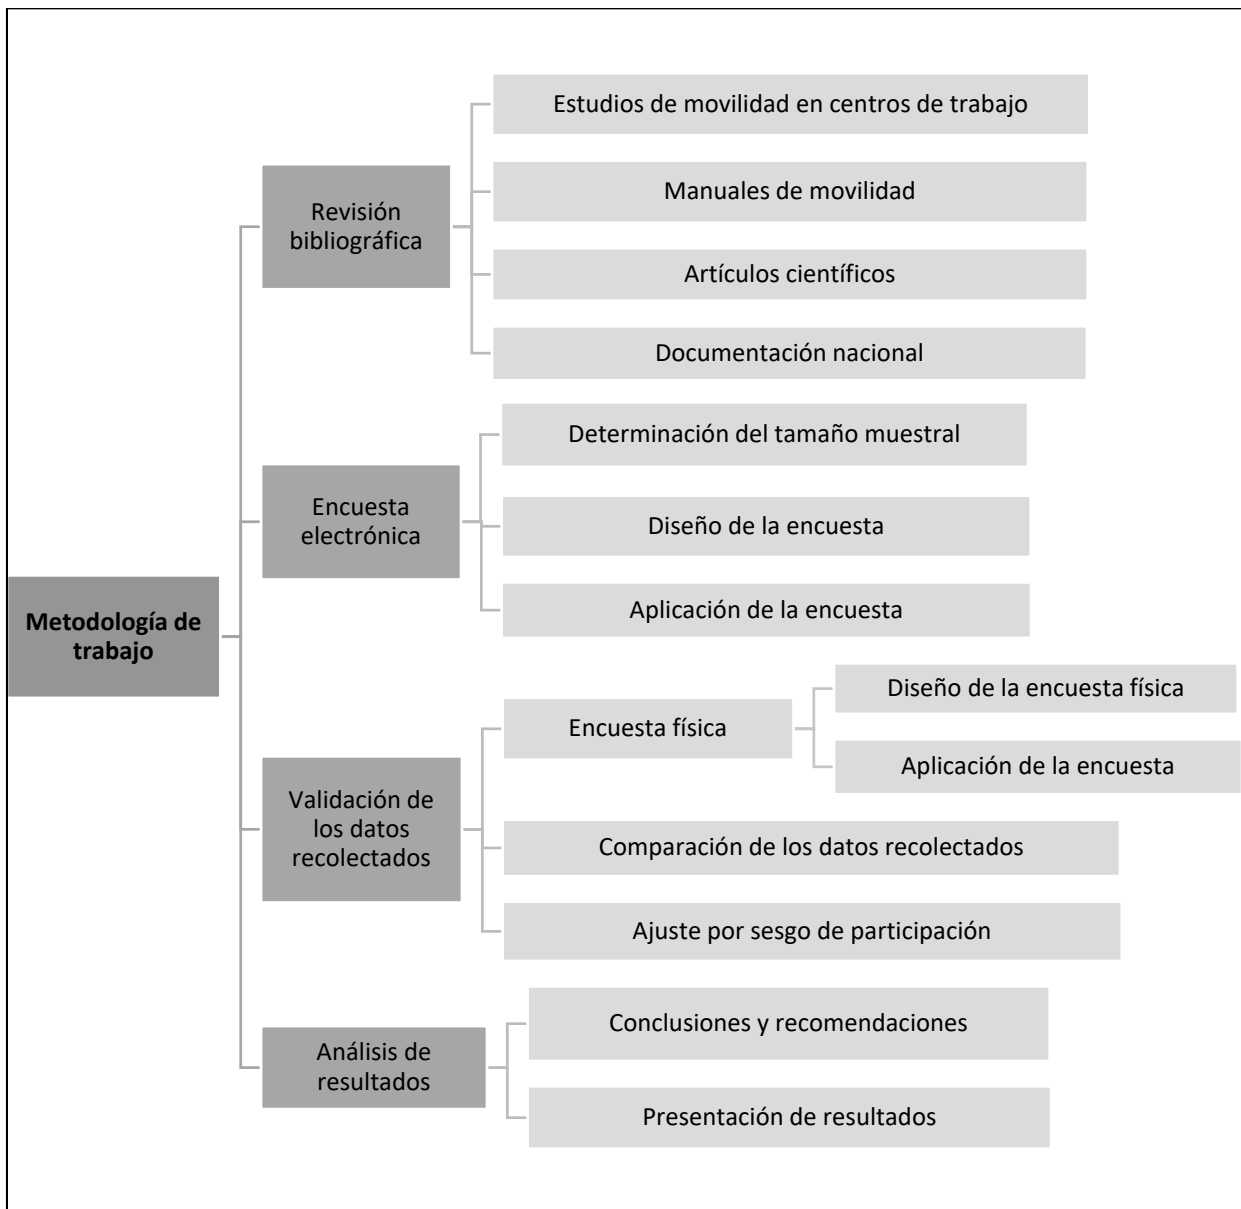 Metodología de
trabajo
Revisión
bibliográfica
Estudios de movilidad en centros de trabajo
Manuales de movilidad
Artículos científicos
Documentación nacional
Encuesta
electrónica
Determinación del tamaño muestral
Diseño de la encuesta
Aplicación de la encuesta
Validación de
los datos
recolectados
Encuesta física
Diseño de la encuesta física
Aplicación de la encuesta
Comparación de los datos recolectados
Ajuste por sesgo de participación
Análisis de
resultados
Conclusiones y recomendaciones
Presentación de resultados